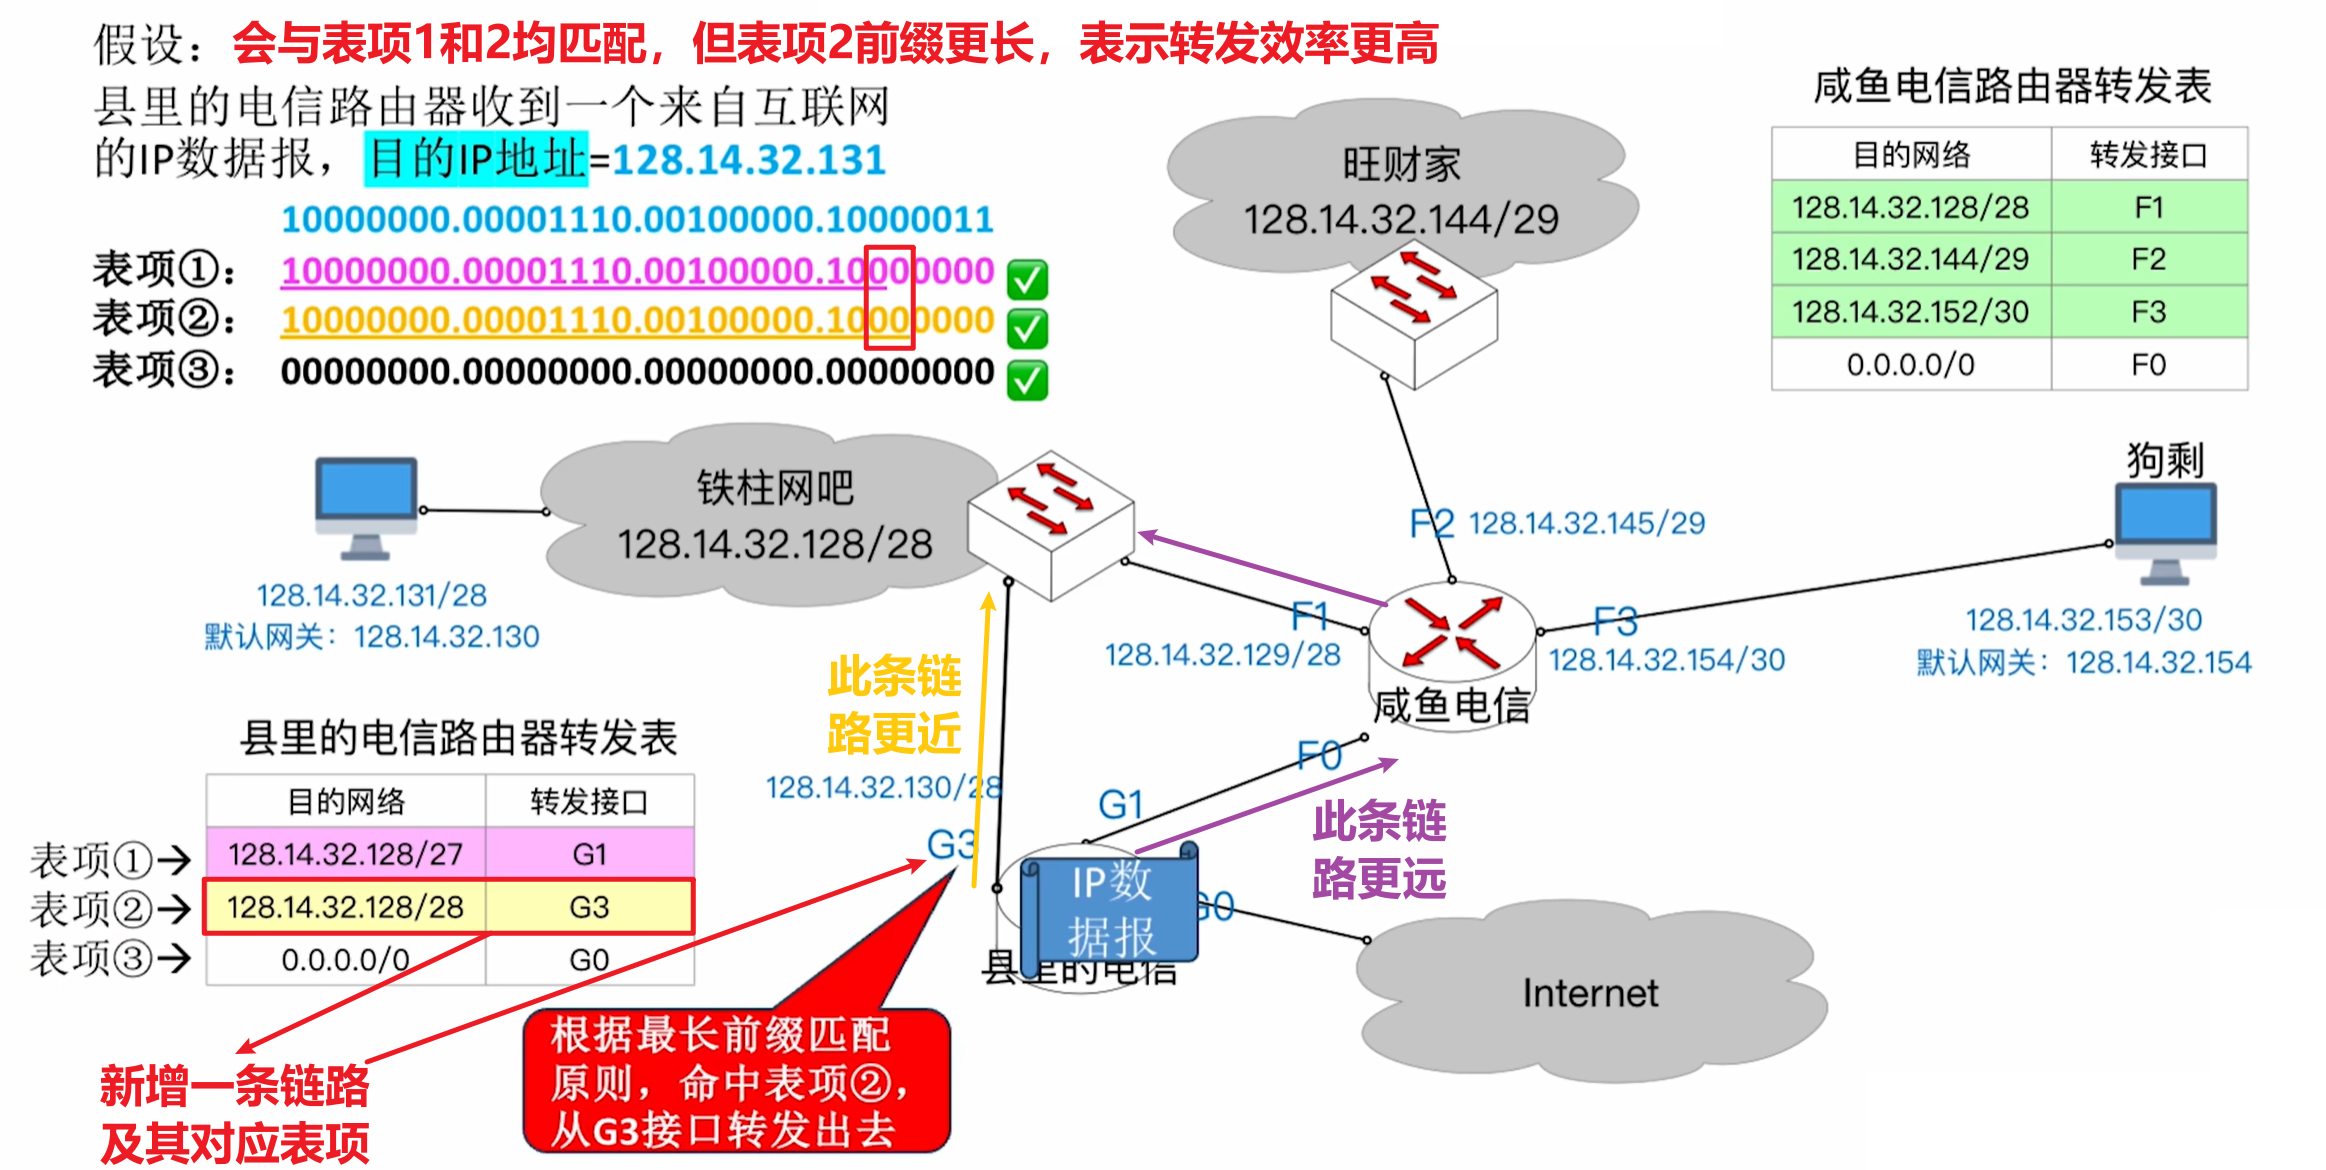 假设：会与表项1和2均匹配，但表项2前缀更长，表示转发效率更高
县里的电信路由器收到一个来自互联网
的IP数据报，目的IP地址=128.14.32.131
10000000.00001110.00100000.10000011
表项①： 10000000.00001110.00100000.10000000 ✅
表项②： 10000000.00001110.00100000.10000000 ✅
表项③： 00000000.00000000.00000000.00000000 ✅
咸鱼电信路由器转发表
目的网络 转发接口
128.14.32.128/28 F1
128.14.32.144/29 F2
128.14.32.152/30 F3
0.0.0.0/0 F0
旺财家
128.14.32.144/29
铁柱网吧
128.14.32.128/28
128.14.32.131/28
默认网关：128.14.32.130
狗剩
128.14.32.153/30
默认网关：128.14.32.154
F2 128.14.32.145/29
F1
128.14.32.129/28
F3
128.14.32.154/30
咸鱼电信
F0
此条链
路更近
128.14.32.130/28
G1
G3
此条链
路更远
IP数
据报
G0
县里的电信
Internet
县里的电信路由器转发表
目的网络 转发接口
表项①→ 128.14.32.128/27 G1
表项②→ 128.14.32.128/28 G3
表项③→ 0.0.0.0/0 G0
新增一条链路
及其对应表项
根据最长前缀匹配
原则，命中表项②，
从G3接口转发出去